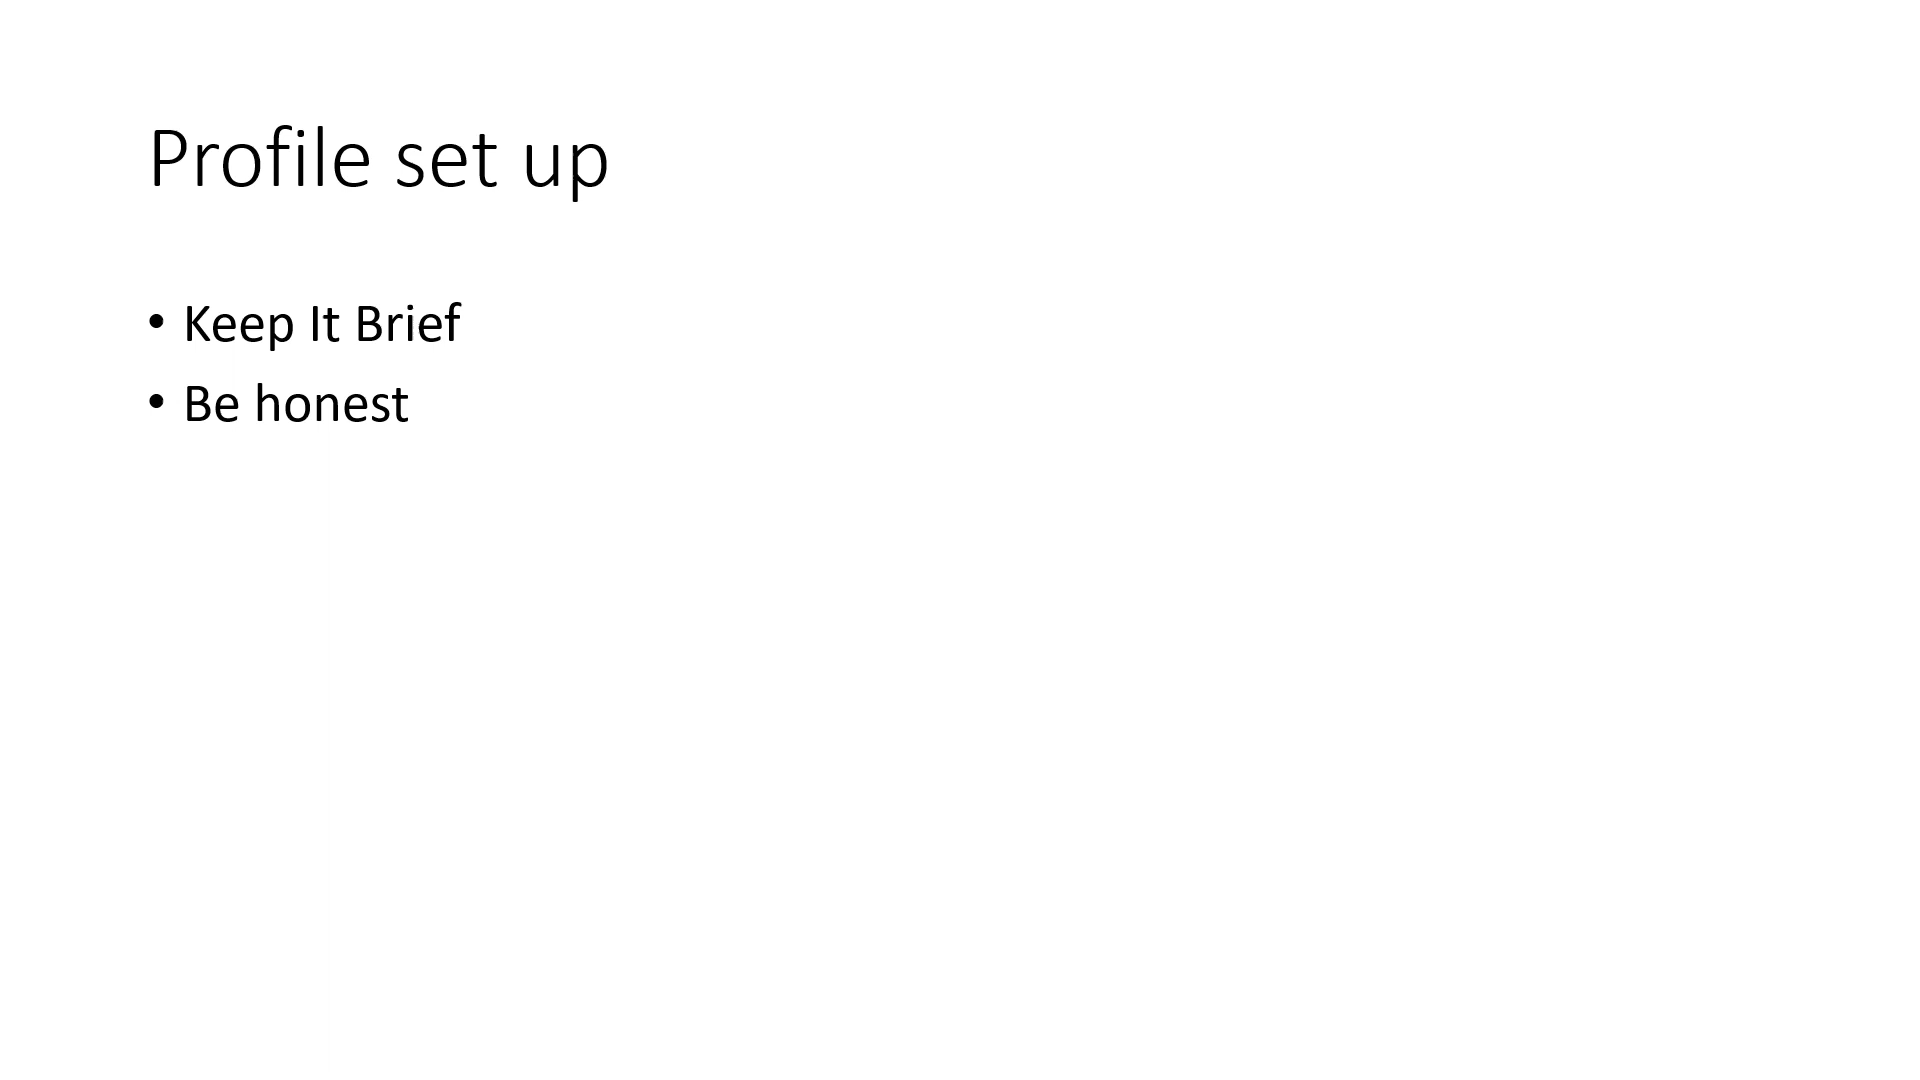 Profile set up
• Keep It Brief
• Be honest